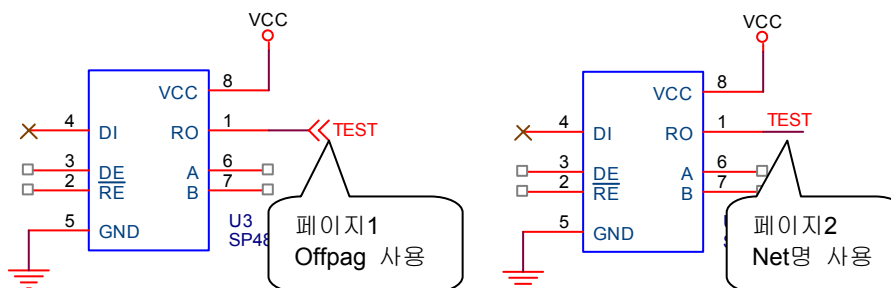 VCC
8
VCC
4
DI
RO
1
TEST
3
DE
A
6
2
RE
B
7
5
GND
U3
SP48
페이지1
Offpag 사용
VCC
8
VCC
4
DI
RO
1
TEST
3
DE
A
6
2
RE
B
7
5
GND
페이지2
Net명 사용